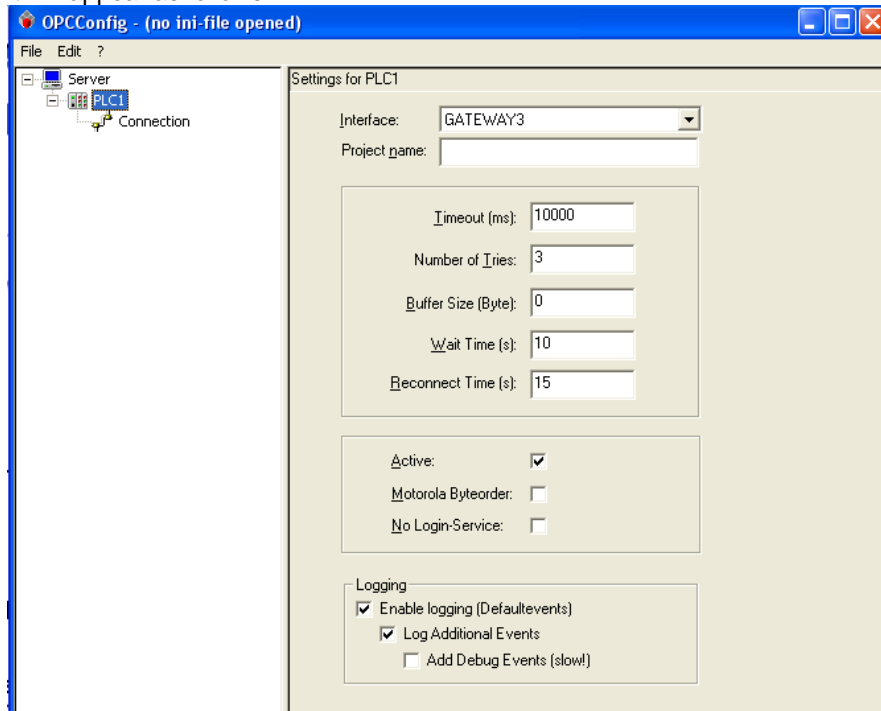 OPCConfig - (no ini-file opened)
File Edit ?
Server
PLC1
Connection
Settings for PLC1
Interface: GATEWAY3
Project name:
Timeout (ms): 10000
Number of Tries: 3
Buffer Size (Byte): 0
Wait Time (s): 10
Reconnect Time (s): 15
Active:
Motorola Byteorder:
No Login-Service:
Logging
Enable logging (Defaultevents)
Log Additional Events
Add Debug Events (slow!)